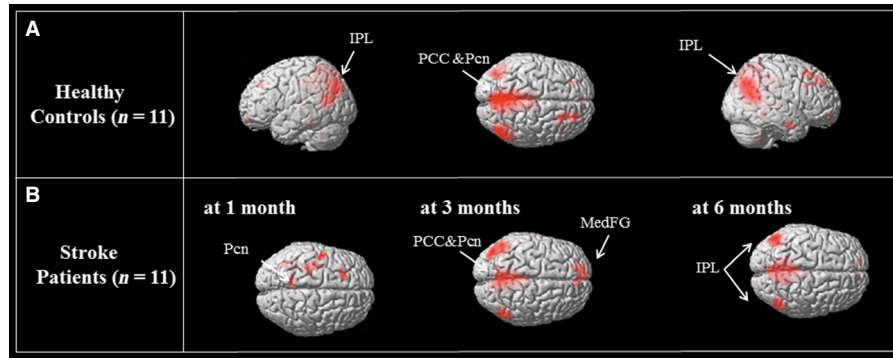 A
Healthy
Controls (n = 11)
IPL
PCC &Pcn
IPL
B
Stroke
Patients (n = 11)
at 1 month
Pcn
at 3 months
PCC&Pcn
MedFG
at 6 months
IPL